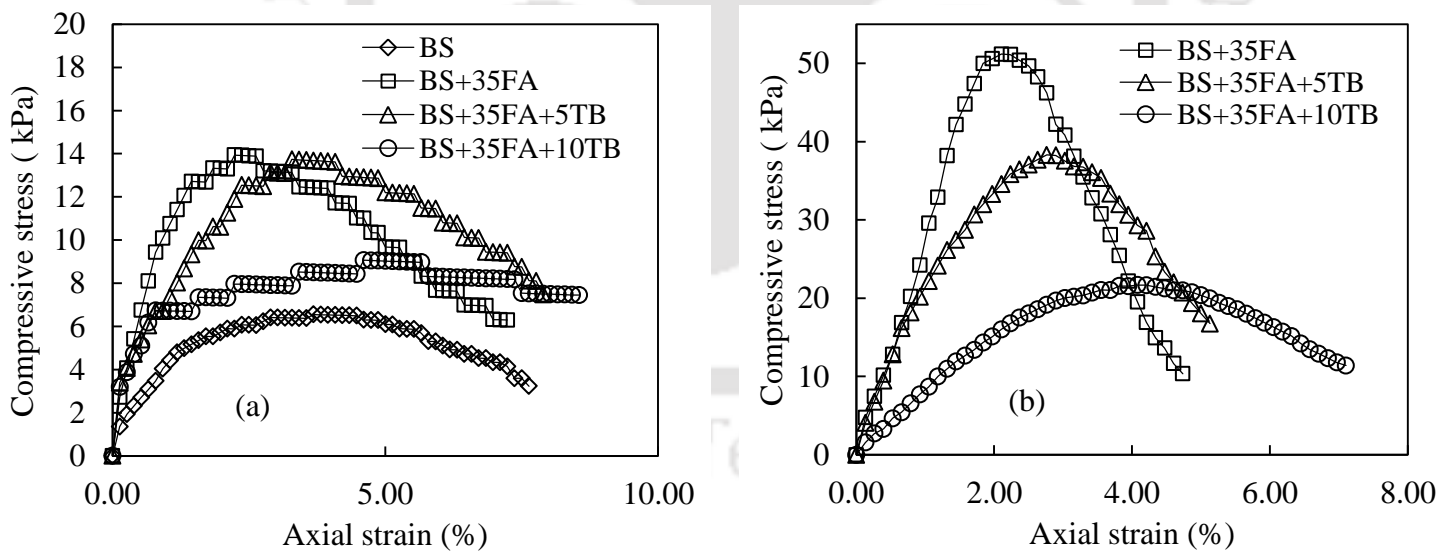 Compressive stress ( kPa)
20
18
16
14
12
10
8
6
4
2
0
BS
BS+35FA
BS+35FA+5TB
BS+35FA+10TB
(a)
0.00 5.00 10.00
Axial strain (%)
Compressive stress ( kPa)
50
40
30
20
10
0
BS+35FA
BS+35FA+5TB
BS+35FA+10TB
(b)
0.00 2.00 4.00 6.00 8.00
Axial strain (%)